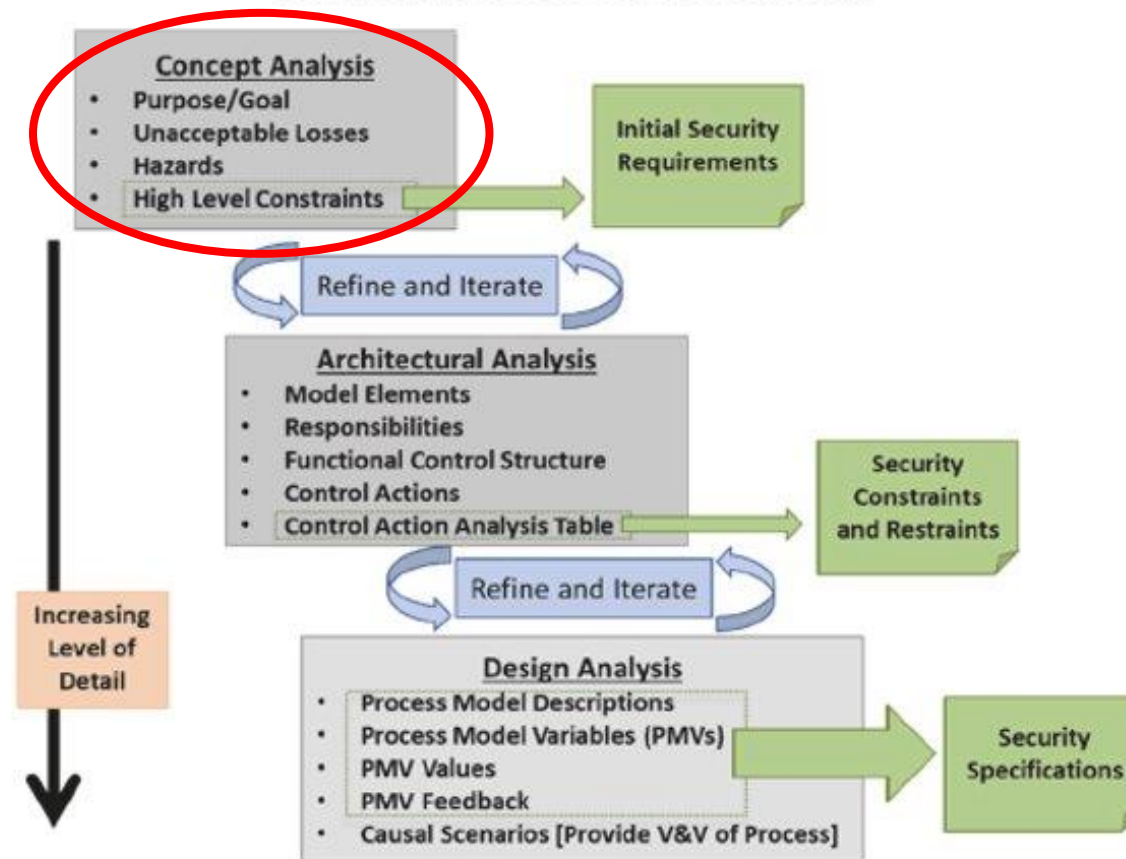 Concept Analysis
• Purpose/Goal
• Unacceptable Losses
• Hazards
• High Level Constraints
Initial Security
Requirements
Refine and Iterate
Architectural Analysis
• Model Elements
• Responsibilities
• Functional Control Structure
• Control Actions
• Control Action Analysis Table
Security
Constraints
and Restraints
Refine and Iterate
Increasing
Level of
Detail
Design Analysis
• Process Model Descriptions
• Process Model Variables (PMVs)
• PMV Values
• PMV Feedback
• Causal Scenarios [Provide V&V of Process]
Security
Specifications